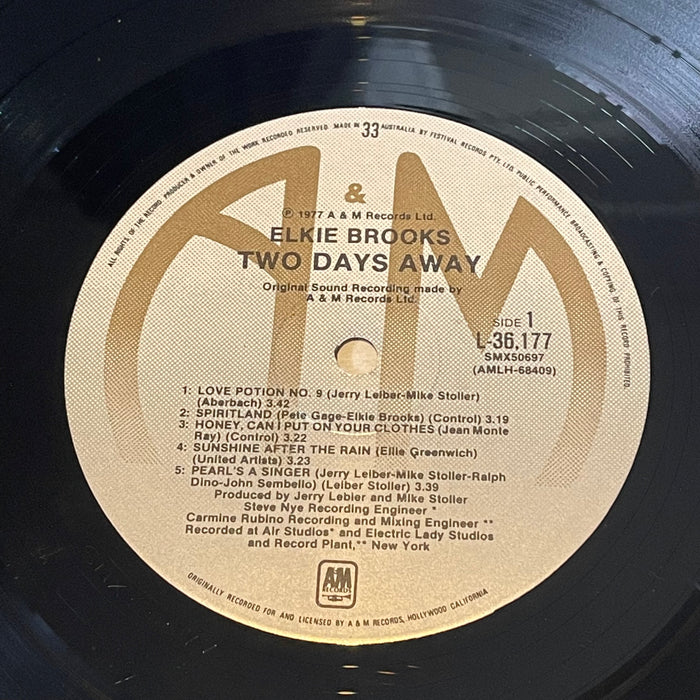 ALL RIGHTS OF THE RECORD. PRODUCER & OWNER OF THE WORK RECORDED RESERVED. MADE IN 33 AUSTRALIA BY FESTIVAL RECORDS PTY. LTD. PUBLIC PERFORMANCE BROADCASTING & COPYING OF THIS RECORD PROHIBITED.
A & M
℗ 1977 A & M Records Ltd.
ELKIE BROOKS
TWO DAYS AWAY
Original Sound Recording made by
A & M Records Ltd.
SIDE 1
L-36,177
SMX50697
(AMLH-68409)
1: LOVE POTION NO. 9 (Jerry Leiber-Mike Stoller)
(Aberbach) 3.42
2: SPIRITLAND (Pete Gage-Elkie Brooks) (Control) 3.19
3: HONEY, CAN I PUT ON YOUR CLOTHES (Jean Monte
Ray) (Control) 3.22
4: SUNSHINE AFTER THE RAIN (Ellie Greenwich)
(United Artists) 3.23
5: PEARL'S A SINGER (Jerry Leiber-Mike Stoller-Ralph
Dino-John Sembello) (Leiber Stoller) 3.39
Produced by Jerry Lebier and Mike Stoller
Steve Nye Recording Engineer *
Carmine Rubino Recording and Mixing Engineer **
Recorded at Air Studios* and Electric Lady Studios
and Record Plant,** New York
AM
RECORDS
ORIGINALLY RECORDED FOR AND LICENSED BY A & M RECORDS, HOLLYWOOD CALIFORNIA